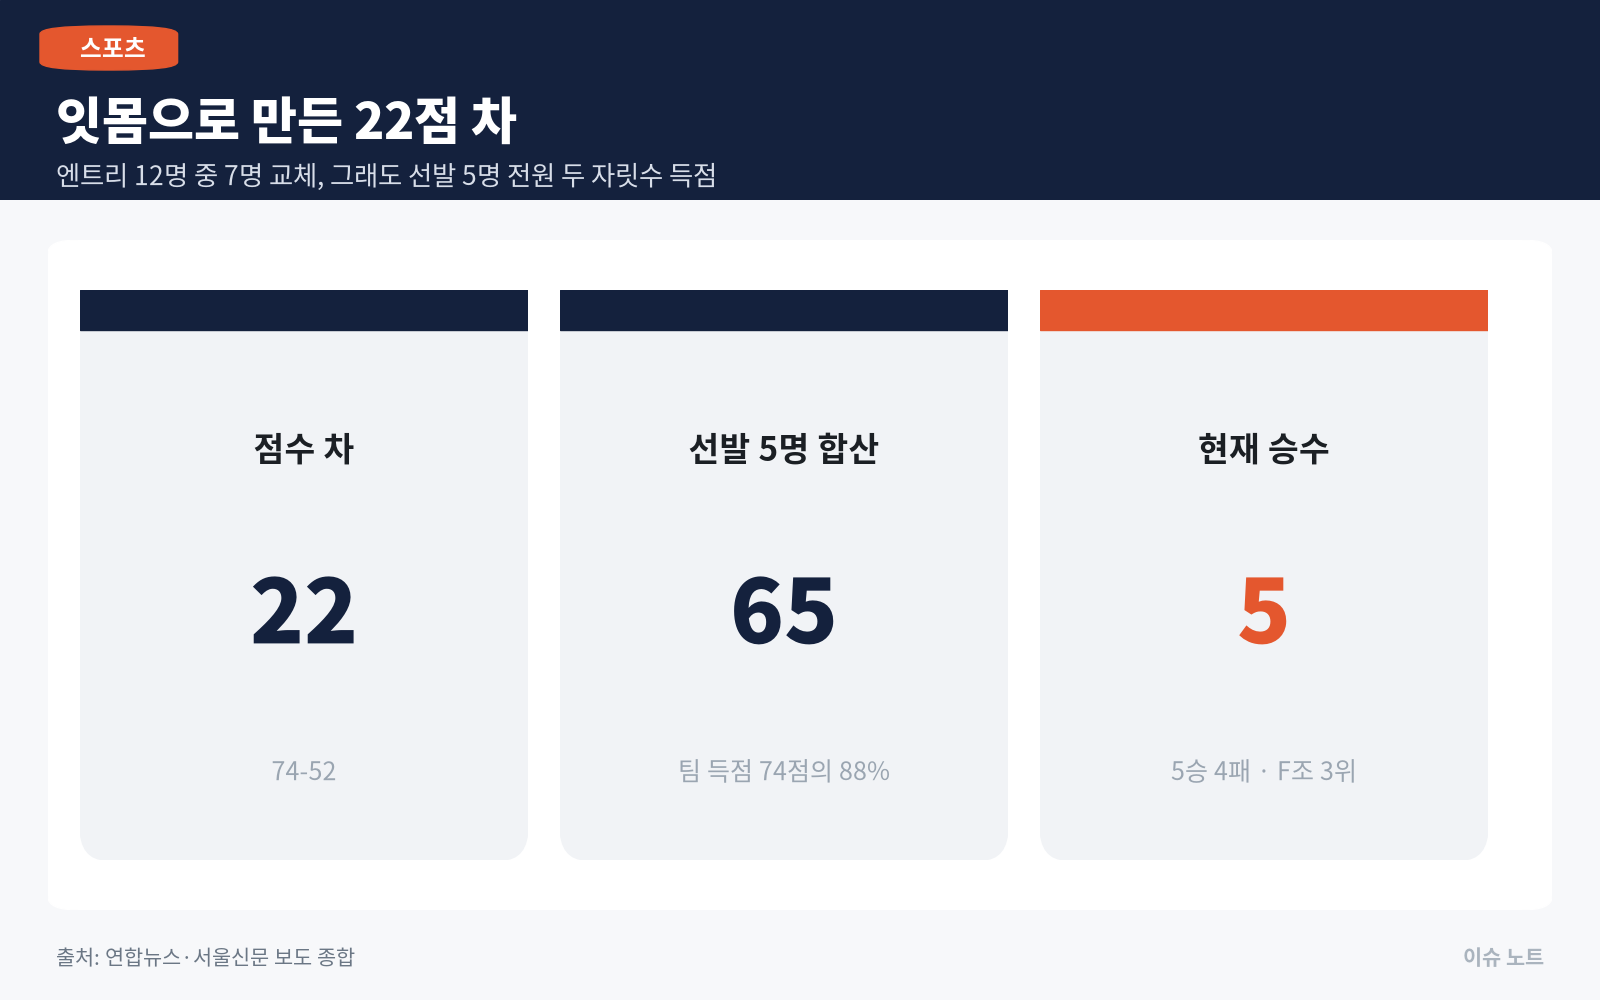 스포츠
잇몸으로 만든 22점 차
엔트리 12명 중 7명 교체, 그래도 선발 5명 전원 두 자릿수 득점
점수 차
22
74-52
선발 5명 합산
65
팀 득점 74점의 88%
현재 승수
5
5승 4패 · F조 3위
출처: 연합뉴스·서울신문 보도 종합
이슈 노트